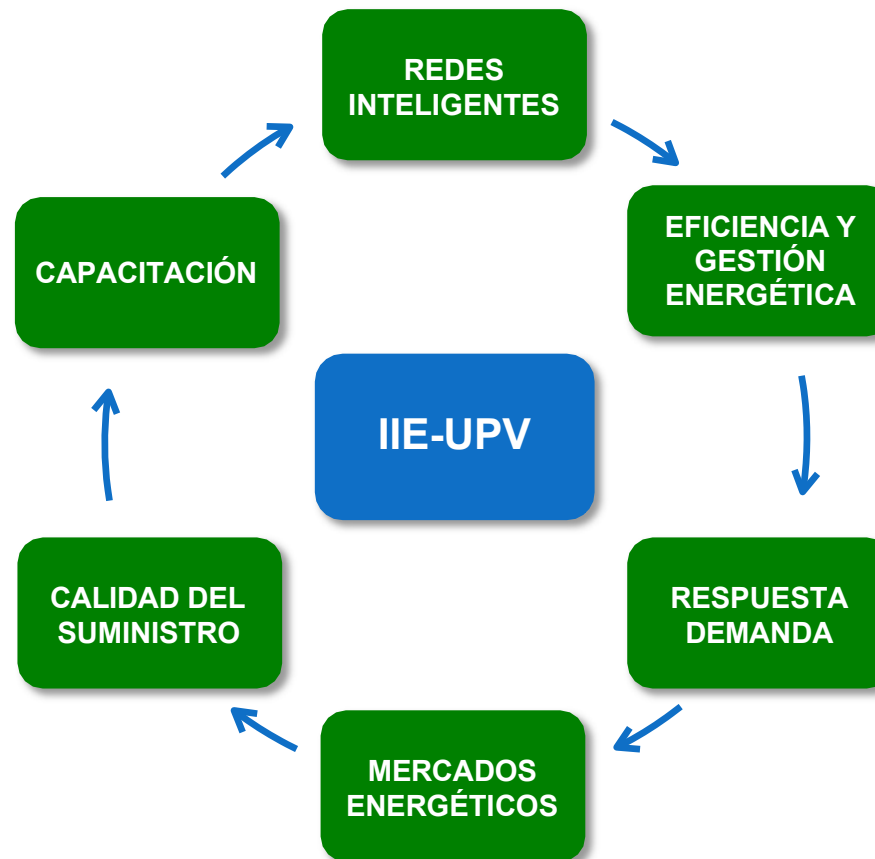 REDES
INTELIGENTES
EFICIENCIA Y
GESTIÓN
ENERGÉTICA
CAPACITACIÓN
IIE-UPV
CALIDAD DEL
SUMINISTRO
RESPUESTA
DEMANDA
MERCADOS
ENERGÉTICOS